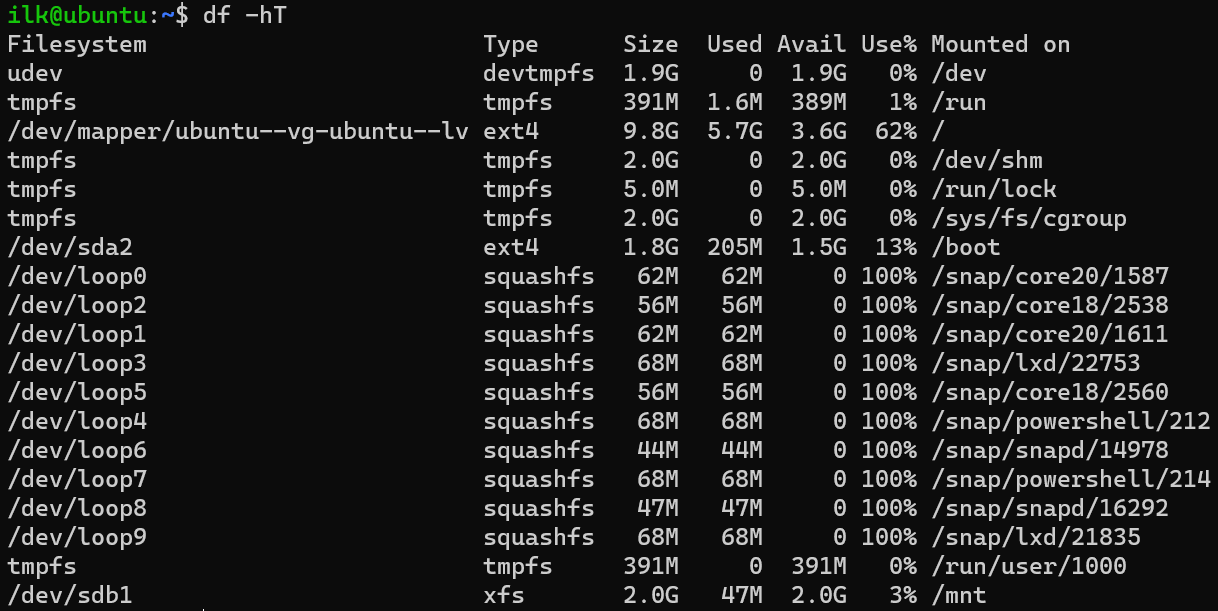 ilk@ubuntu:~$ df -hT
Filesystem                        Type      Size  Used Avail Use% Mounted on
udev                              devtmpfs  1.9G     0  1.9G   0% /dev
tmpfs                             tmpfs     391M  1.6M  389M   1% /run
/dev/mapper/ubuntu--vg-ubuntu--lv ext4      9.8G  5.7G  3.6G  62% /
tmpfs                             tmpfs     2.0G     0  2.0G   0% /dev/shm
tmpfs                             tmpfs     5.0M     0  5.0M   0% /run/lock
tmpfs                             tmpfs     2.0G     0  2.0G   0% /sys/fs/cgroup
/dev/sda2                         ext4      1.8G  205M  1.5G  13% /boot
/dev/loop0                        squashfs   62M   62M     0 100% /snap/core20/1587
/dev/loop2                        squashfs   56M   56M     0 100% /snap/core18/2538
/dev/loop1                        squashfs   62M   62M     0 100% /snap/core20/1611
/dev/loop3                        squashfs   68M   68M     0 100% /snap/lxd/22753
/dev/loop5                        squashfs   56M   56M     0 100% /snap/core18/2560
/dev/loop4                        squashfs   68M   68M     0 100% /snap/powershell/212
/dev/loop6                        squashfs   44M   44M     0 100% /snap/snapd/14978
/dev/loop7                        squashfs   68M   68M     0 100% /snap/powershell/214
/dev/loop8                        squashfs   47M   47M     0 100% /snap/snapd/16292
/dev/loop9                        squashfs   68M   68M     0 100% /snap/lxd/21835
tmpfs                             tmpfs     391M     0  391M   0% /run/user/1000
/dev/sdb1                         xfs       2.0G   47M  2.0G   3% /mnt